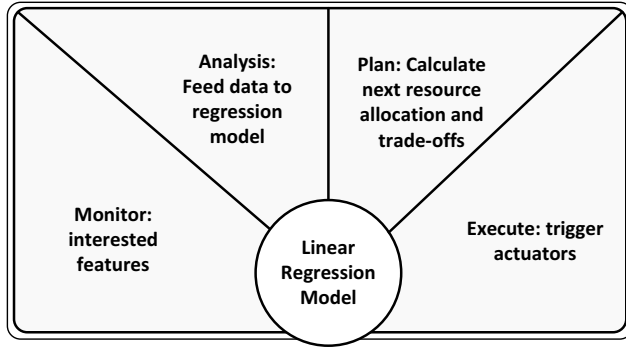 Monitor:
interested
features
Analysis:
Feed data to
regression
model
Plan: Calculate
next resource
allocation and
trade-offs
Execute: trigger
actuators
Linear
Regression
Model